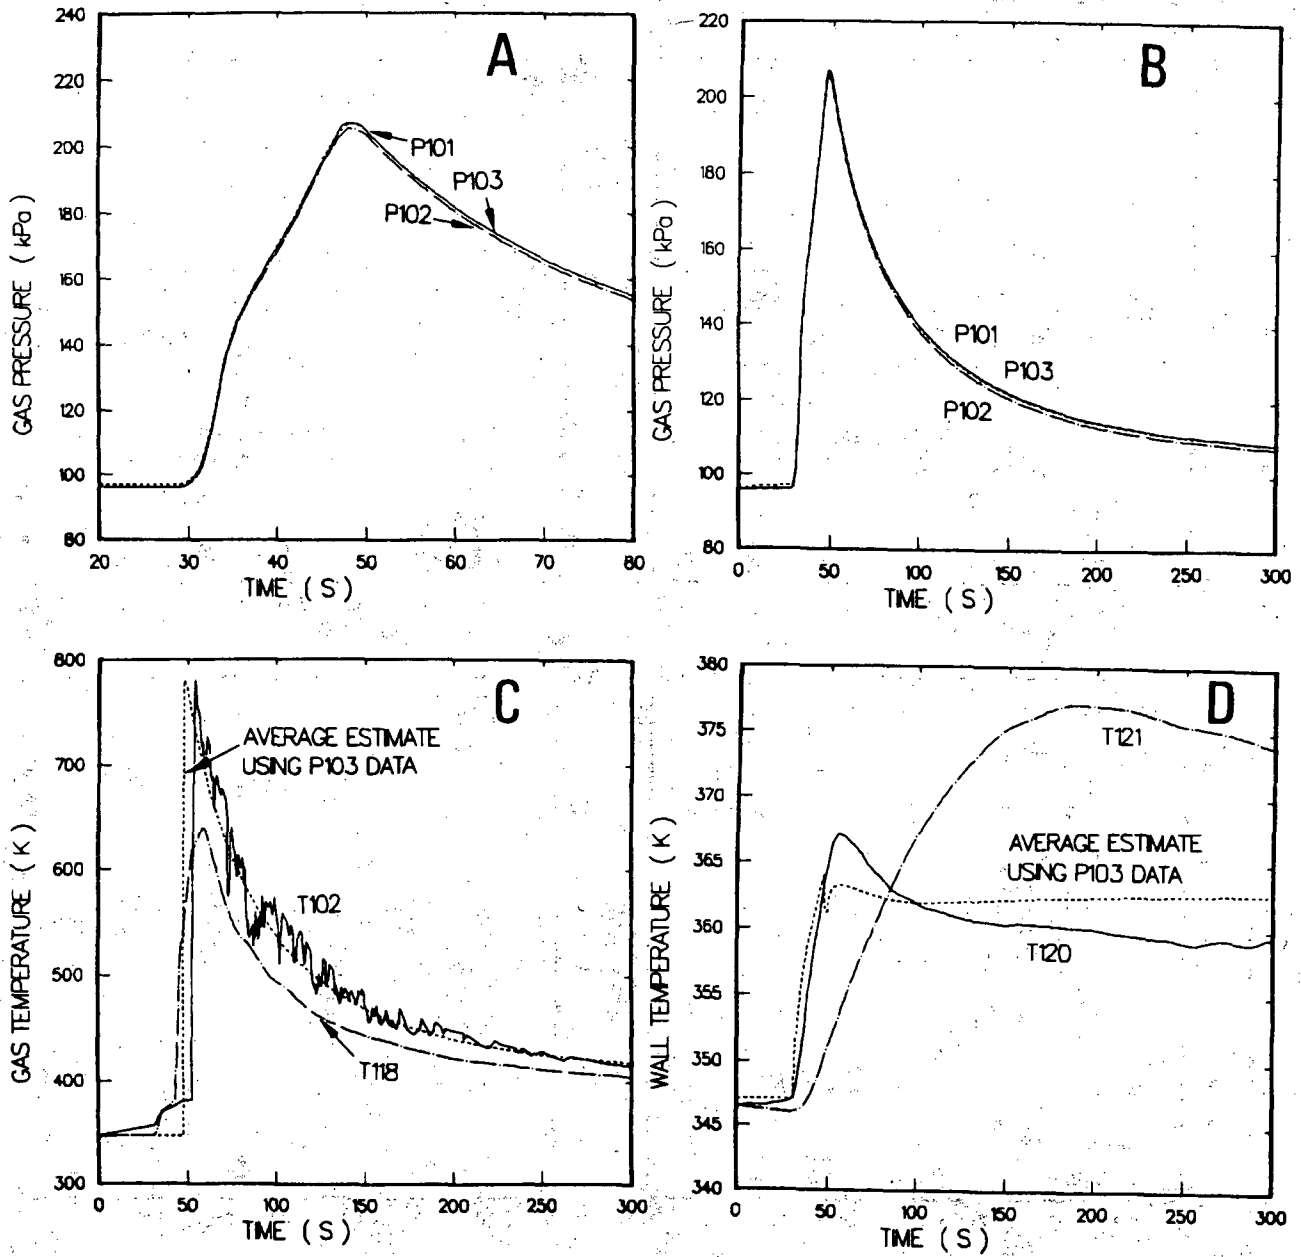 A
GAS PRESSURE (kPa)
240
220
200
180
160
140
120
100
80
P101
P103
P102
20 30 40 50 60 70 80
TIME (S)
B
GAS PRESSURE (kPa)
220
200
180
160
140
120
100
80
P101
P103
P102
0 50 100 150 200 250 300
TIME (S)
C
GAS TEMPERATURE (K)
800
700
600
500
400
300
AVERAGE ESTIMATE
USING P103 DATA
T102
T118
0 50 100 150 200 250 300
TIME (S)
D
WALL TEMPERATURE (K)
380
375
370
365
360
355
350
345
340
T121
AVERAGE ESTIMATE
USING P103 DATA
T120
0 50 100 150 200 250 300
TIME (S)